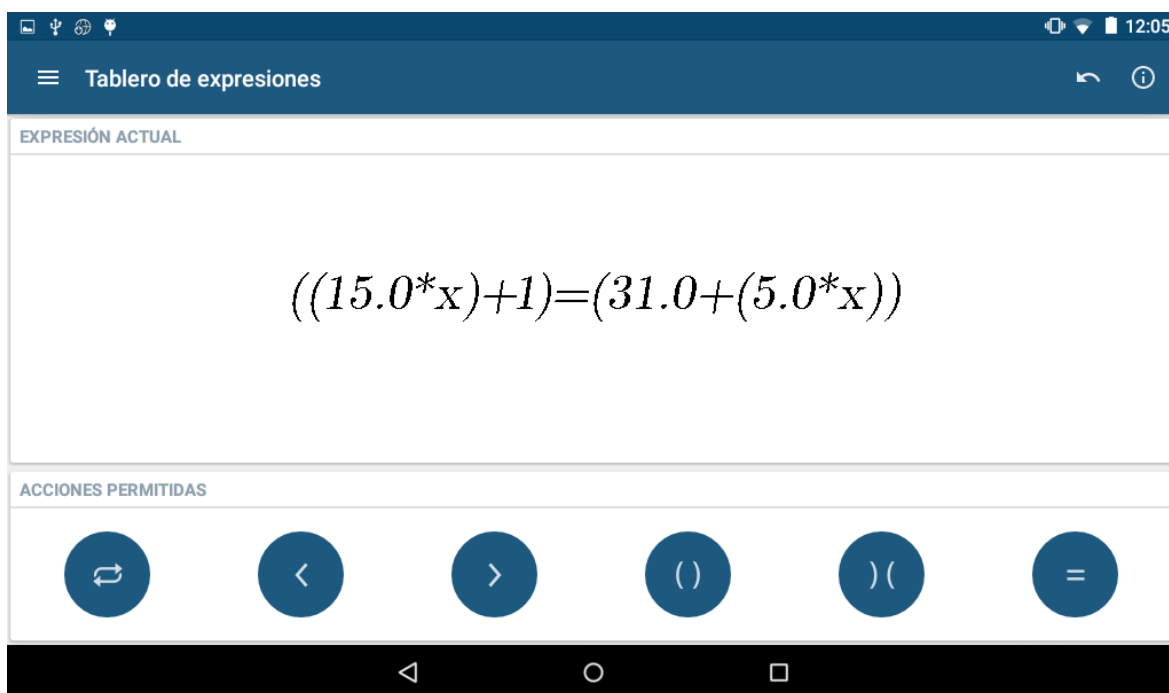 12:05
Tablero de expresiones
EXPRESIÓN ACTUAL
((15.0*x)+1)=(31.0+(5.0*x))
ACCIONES PERMITIDAS
< > () )( =